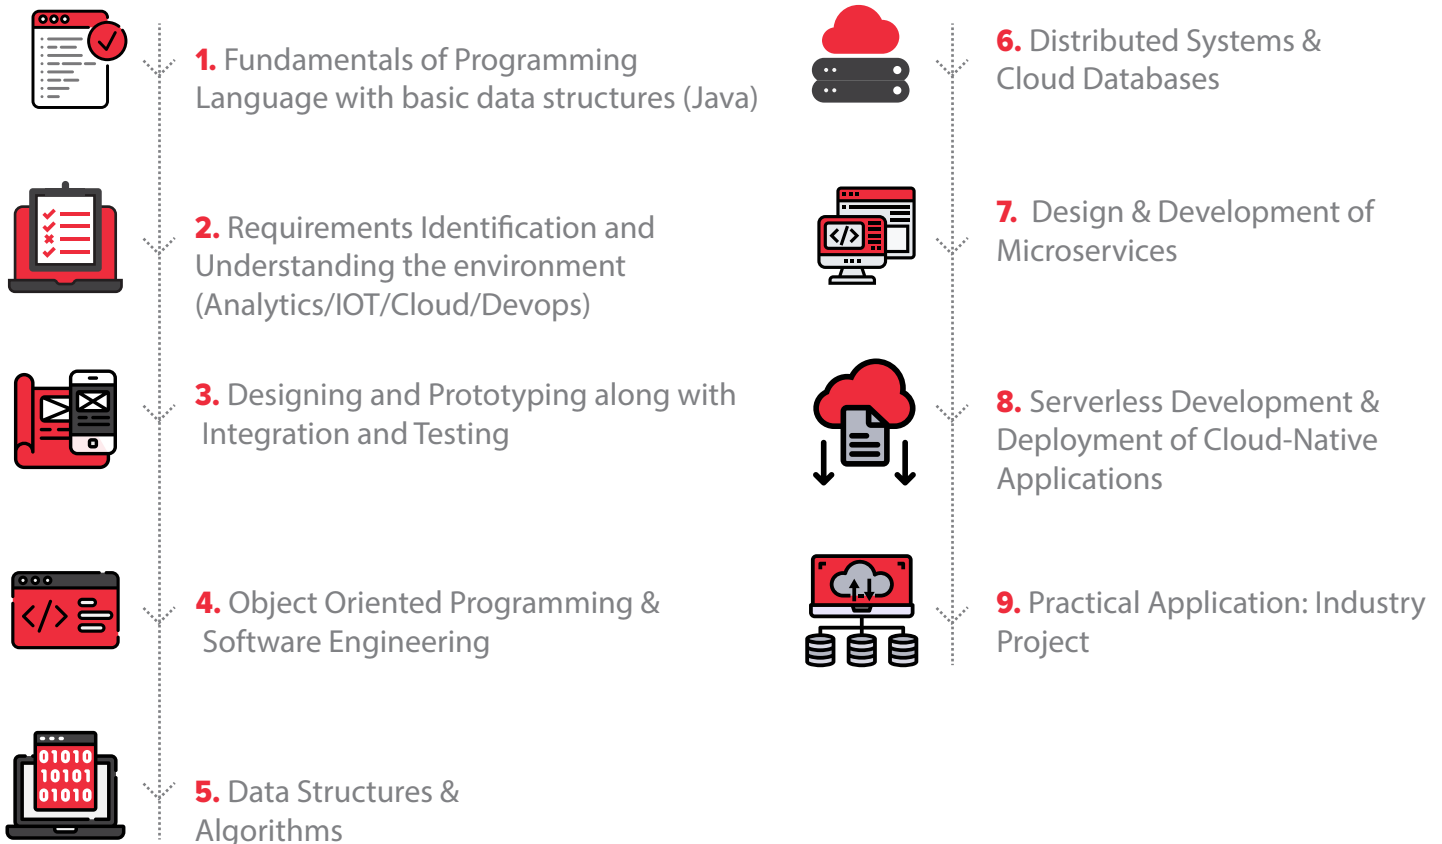 1. Fundamentals of Programming
Language with basic data structures (Java)
2. Requirements Identification and
Understanding the environment
(Analytics/IOT/Cloud/Devops)
3. Designing and Prototyping along with
Integration and Testing
</>
4. Object Oriented Programming &
Software Engineering
01010
10101
01010
5. Data Structures &
Algorithms
6. Distributed Systems &
Cloud Databases
</>
7. Design & Development of
Microservices
8. Serverless Development &
Deployment of Cloud-Native
Applications
9. Practical Application: Industry
Project